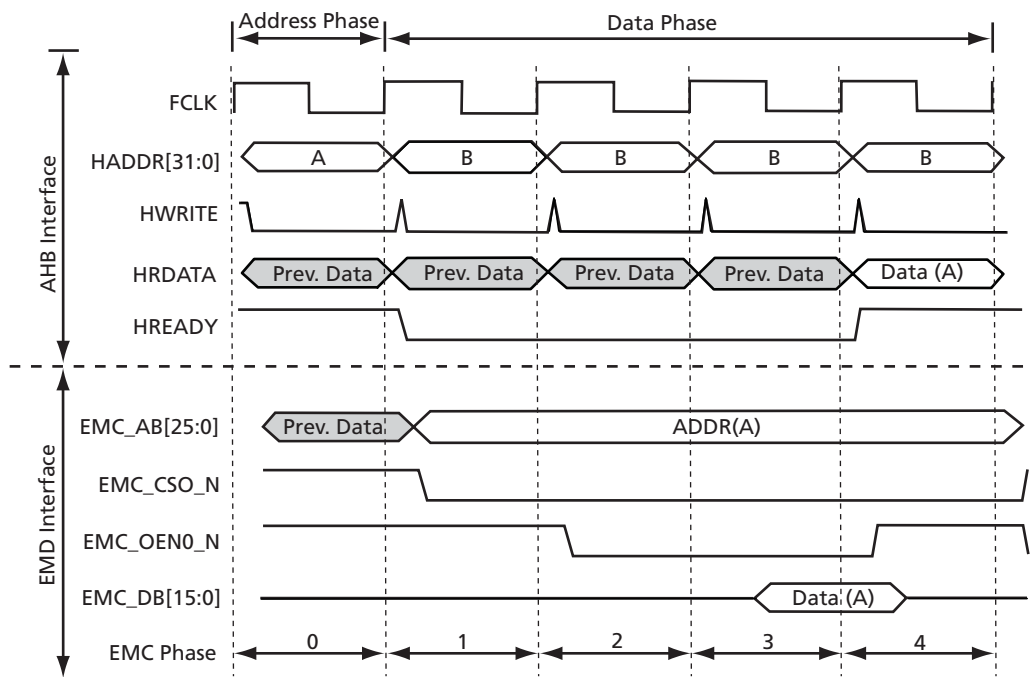 Address Phase Data Phase
AHB Interface
FCLK
HADDR[31:0] A B B B B
HWRITE
HRDATA Prev. Data Prev. Data Prev. Data Prev. Data Data (A)
HREADY
EMD Interface
EMC_AB[25:0] Prev. Data ADDR(A)
EMC_CSO_N
EMC_OEN0_N
EMC_DB[15:0] Data (A)
EMC Phase 0 1 2 3 4